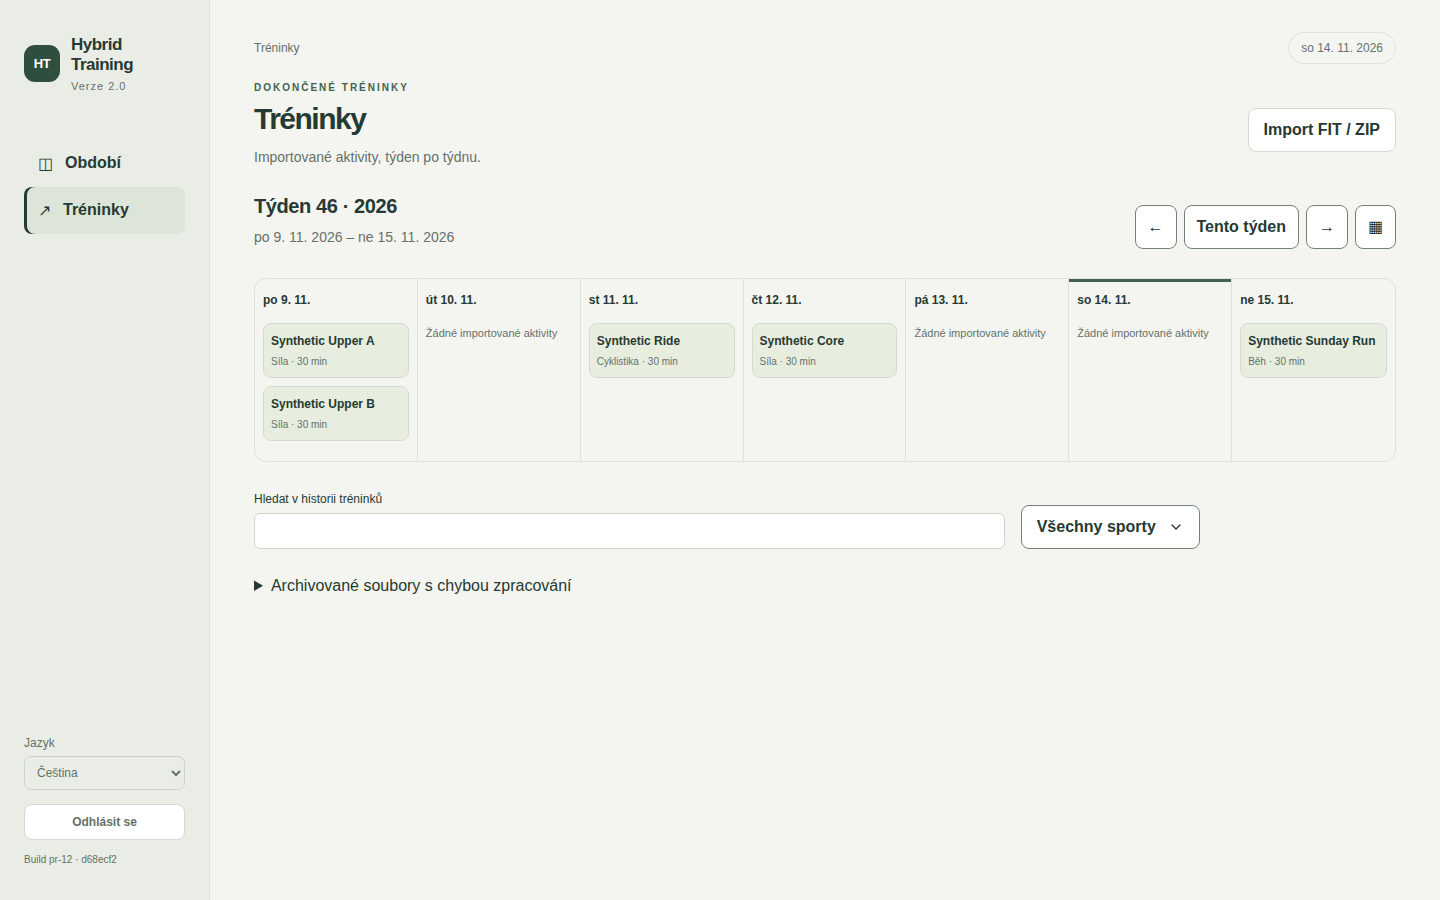 HT
Hybrid
Training
Verze 2.0
Období
Tréninky
Jazyk
Čeština
Odhlásit se
Build pr-12 · d68ecf2
Tréninky
so 14. 11. 2026
DOKONČENÉ TRÉNINKY
Tréninky
Importované aktivity, týden po týdnu.
Import FIT / ZIP
Týden 46 · 2026
po 9. 11. 2026 – ne 15. 11. 2026
←
Tento týden
→
po 9. 11.
Synthetic Upper A
Síla · 30 min
Synthetic Upper B
Síla · 30 min
út 10. 11.
Žádné importované aktivity
st 11. 11.
Synthetic Ride
Cyklistika · 30 min
čt 12. 11.
Synthetic Core
Síla · 30 min
pá 13. 11.
Žádné importované aktivity
so 14. 11.
Žádné importované aktivity
ne 15. 11.
Synthetic Sunday Run
Běh · 30 min
Hledat v historii tréninků
Všechny sporty
Archivované soubory s chybou zpracování